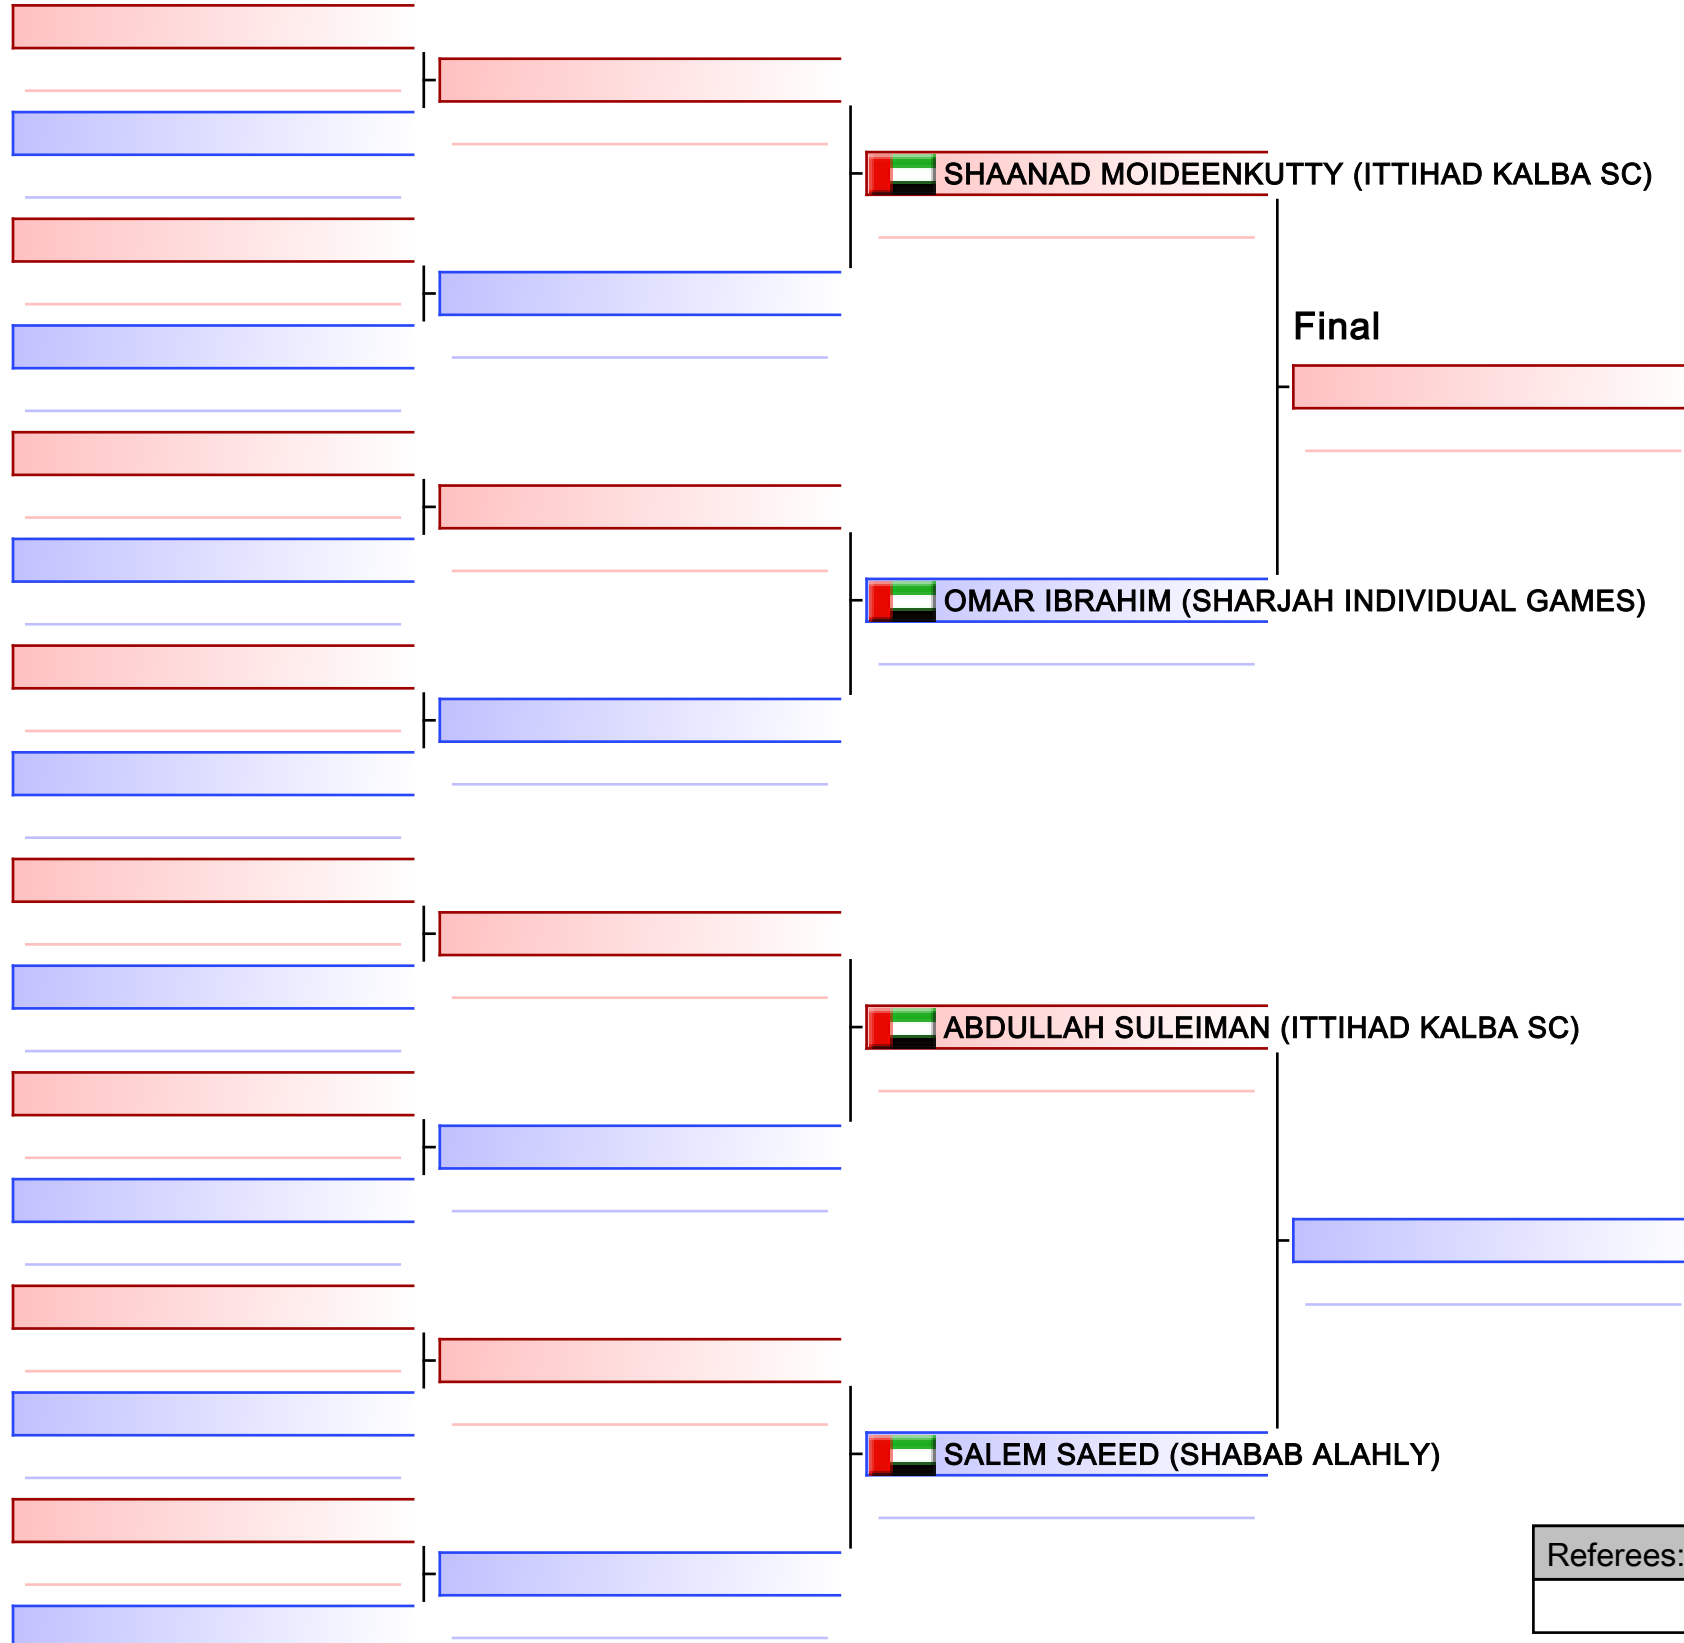 SHAANAD MOIDEENKUTTY (ITTIHAD KALBA SC)
Final
OMAR IBRAHIM (SHARJAH INDIVIDUAL GAMES)
ABDULLAH SULEIMAN (ITTIHAD KALBA SC)
SALEM SAEED (SHABAB ALAHLY)
Referees: